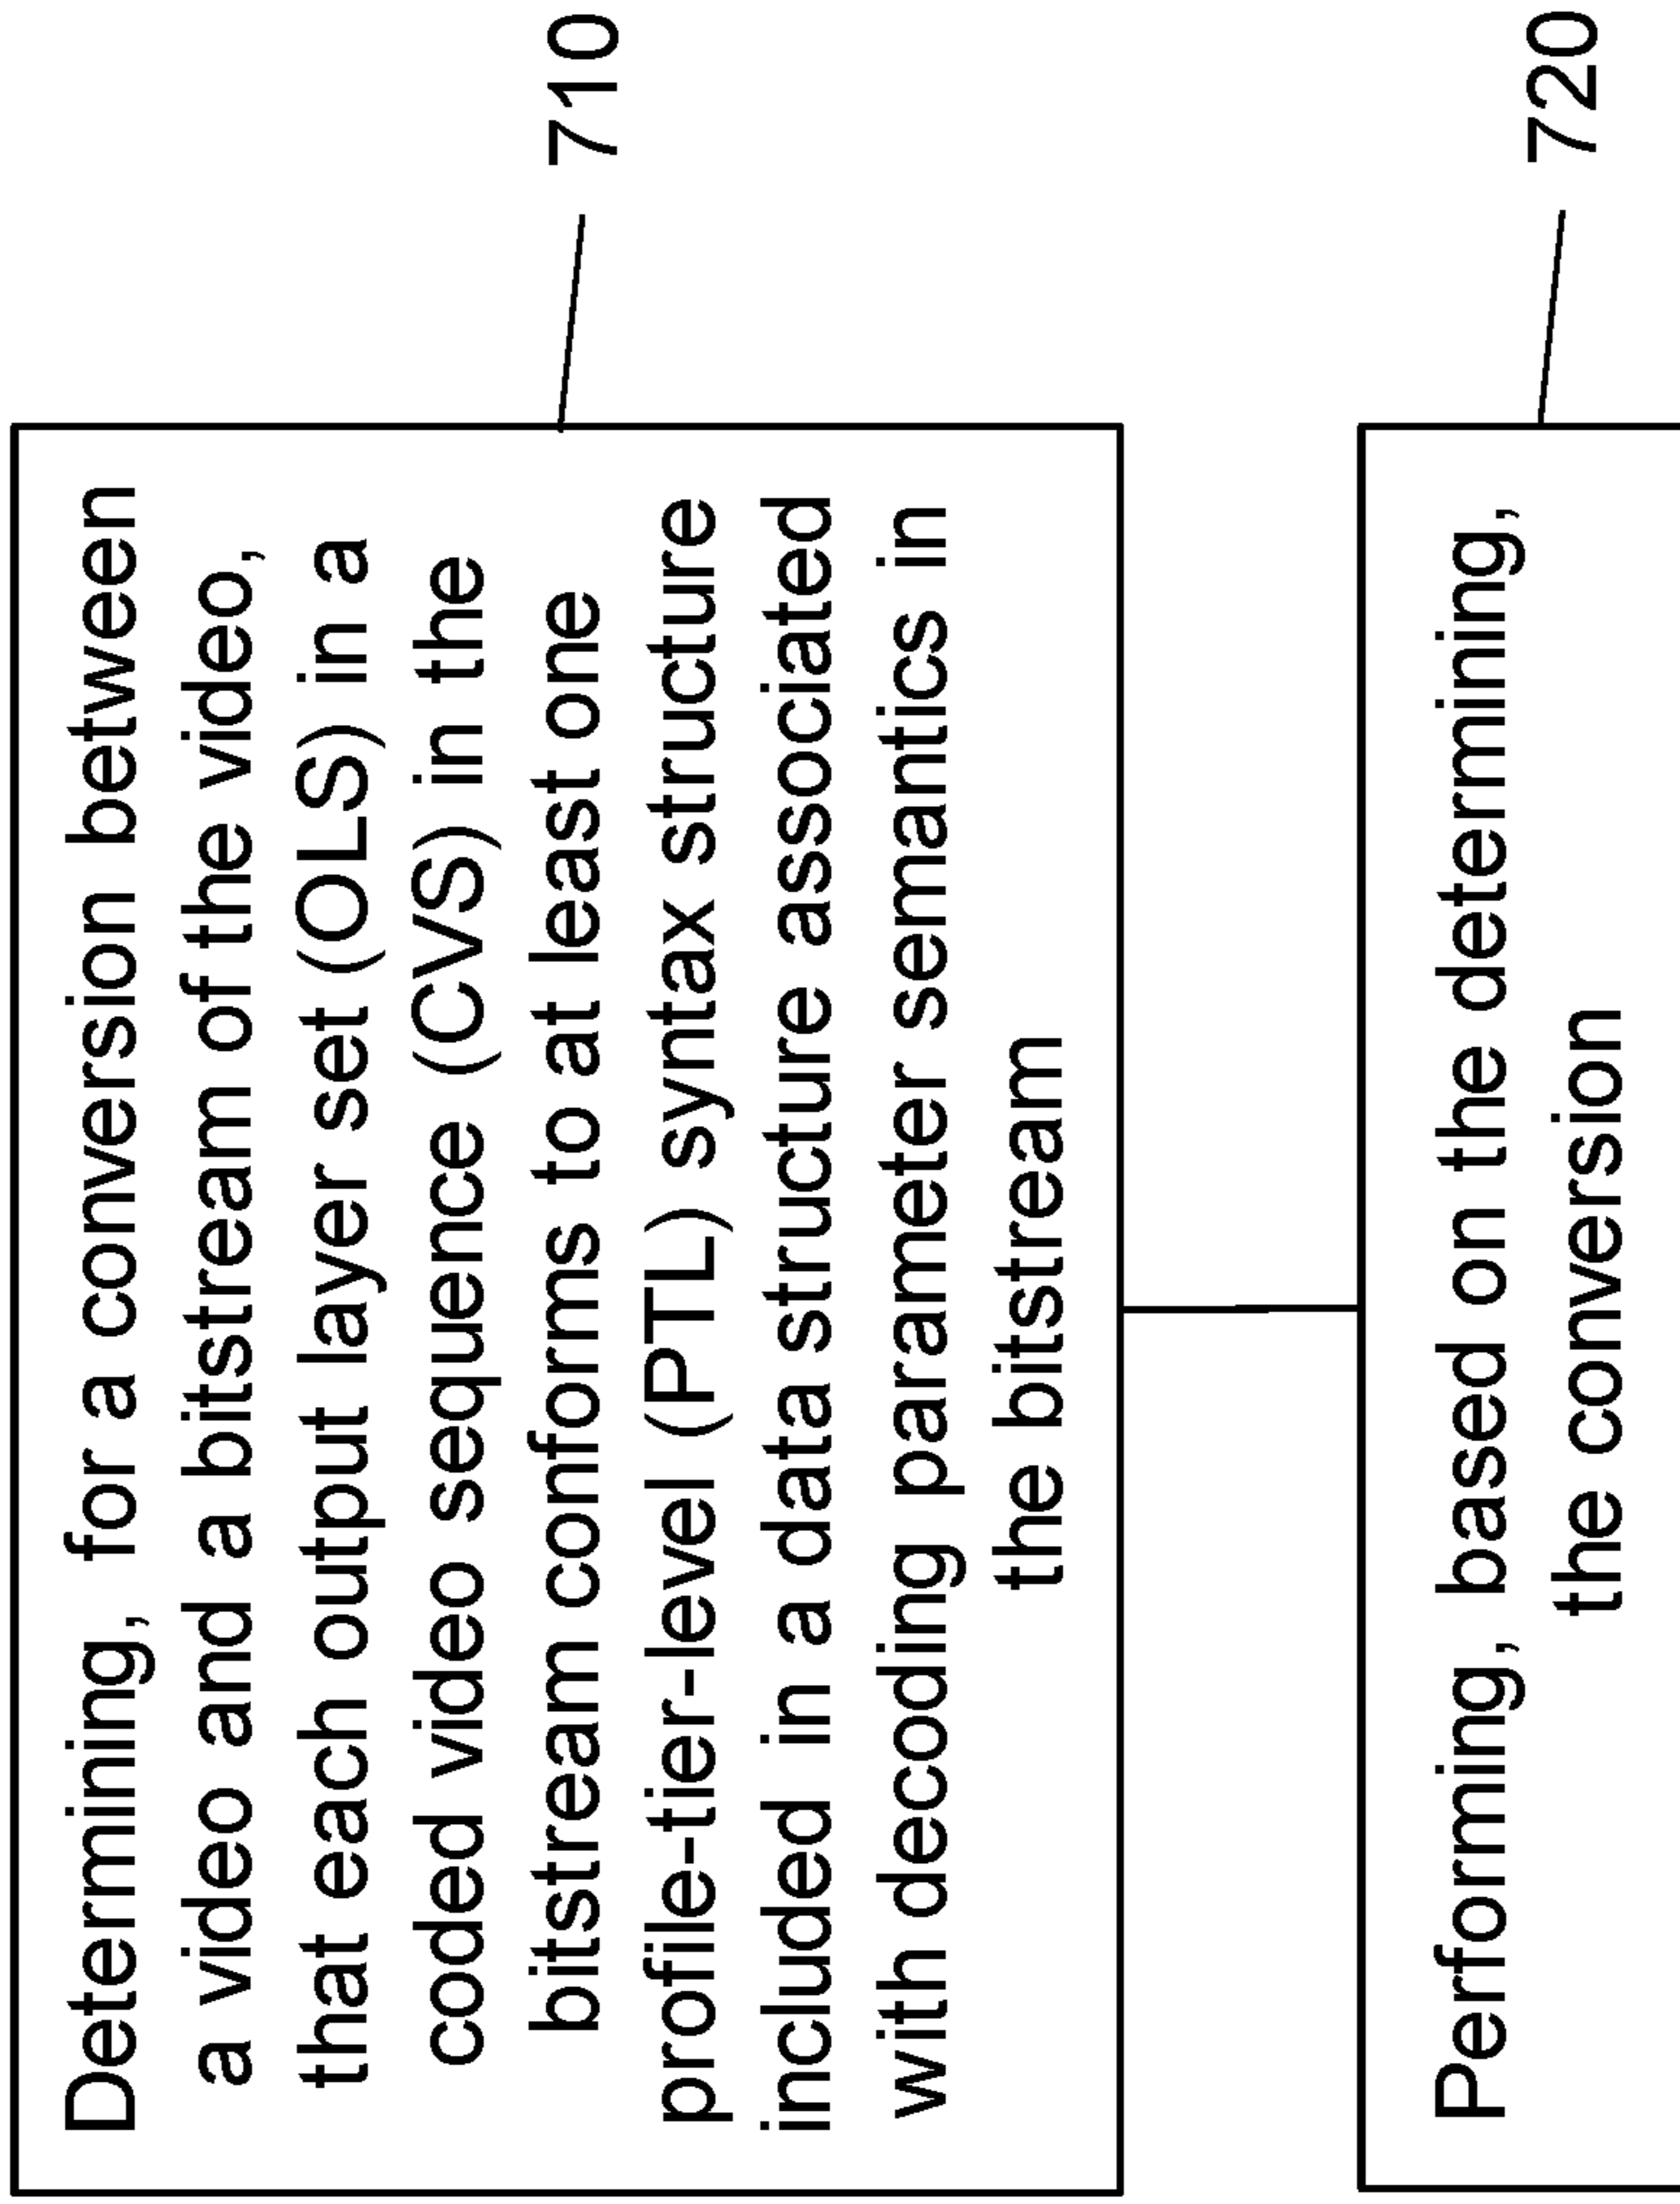 Determining, for a conversion between
a video and a bitstream of the video,
that each output layer set (OLS) in a
coded video sequence (CVS) in the
bitstream conforms to at least one
profile-tier-level (PTL) syntax structure
included in a data structure associated
with decoding parameter semantics in
the bitstream
710
Performing, based on the determining,
the conversion
720